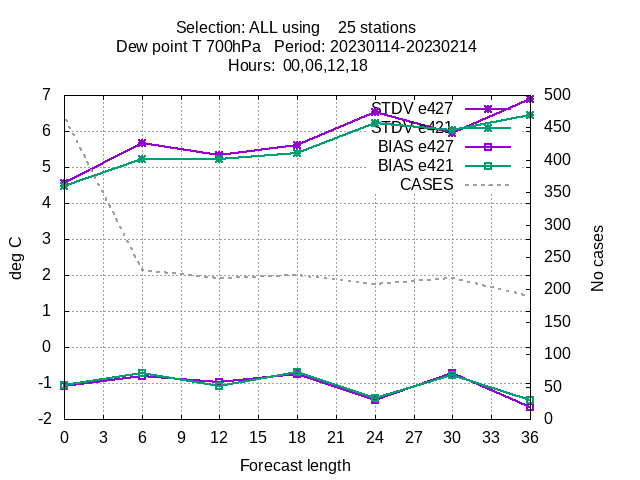 Selection: ALL using 25 stations
Dew point T 700hPa Period: 20230114-20230214
Hours: 00,06,12,18
7
6
5
4
3
2
1
0
-1
-2
deg C
STDV e427
STDV e421
BIAS e427
BIAS e421
CASES
500
450
400
350
300
250
200
150
100
50
0
No cases
0 3 6 9 12 15 18 21 24 27 30 33 36
Forecast length